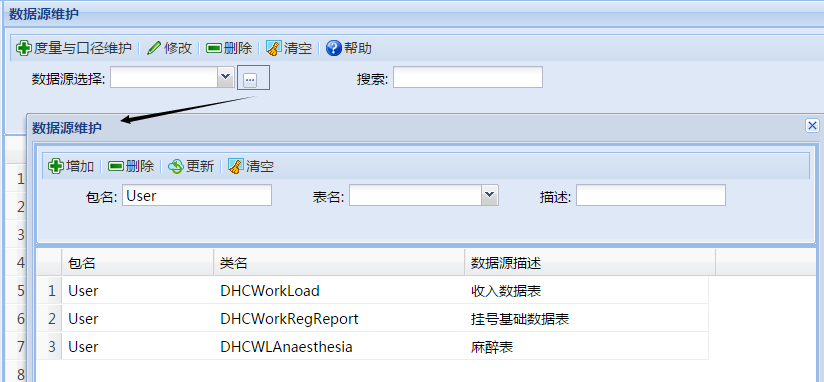 数据源维护
度量与口径维护 修改 删除 清空 帮助
数据源选择: ... 搜索:
数据源维护
增加 删除 更新 清空
包名: User 表名: 描述:
包名 类名 数据源描述
1 User DHCWorkLoad 收入数据表
2 User DHCWorkRegReport 挂号基础数据表
3 User DHCWLAnaesthesia 麻醉表
1
2
3
4
5
6
7
8